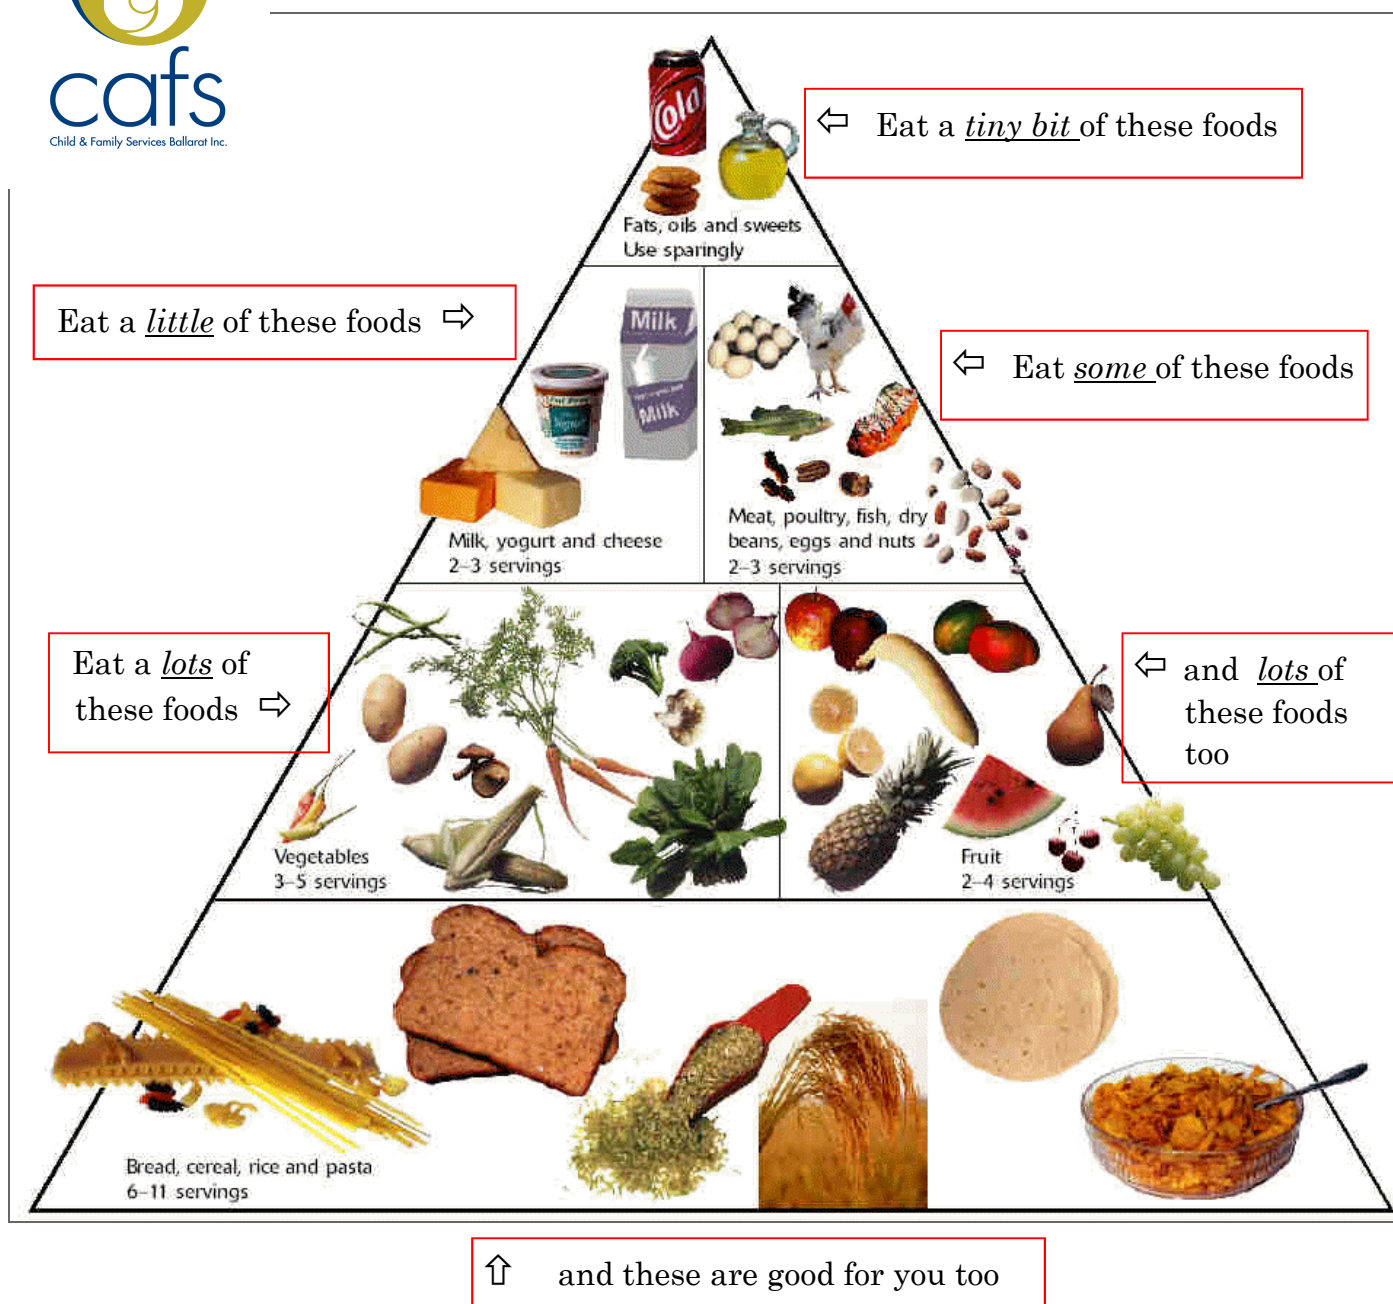 cafs
Child & Family Services Ballarat Inc.
Cola
Eat a tiny bit of these foods
Fats, oils and sweets
Use sparingly
Eat a little of these foods
Milk
Milk
Eat some of these foods
Milk, yogurt and cheese
2–3 servings
Meat, poultry, fish, dry
beans, eggs and nuts
2–3 servings
Eat a lots of
these foods
and lots of
these foods
too
Vegetables
3–5 servings
Fruit
2–4 servings
Bread, cereal, rice and pasta
6–11 servings
and these are good for you too